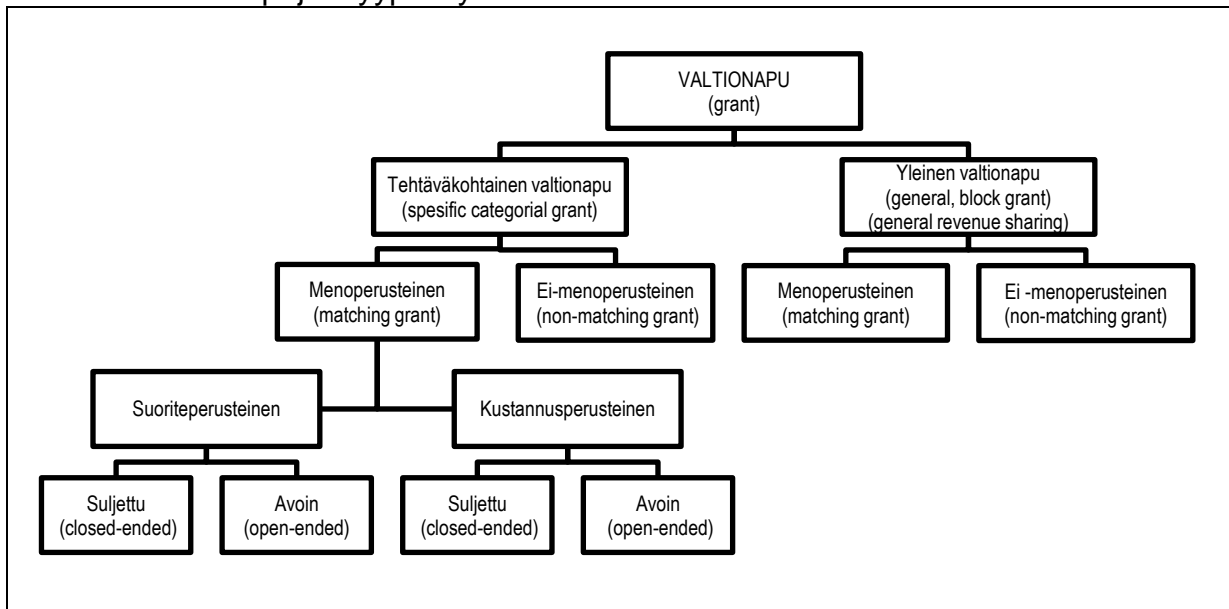 VALTIONAPU
(grant)
Tehtäväkohtainen valtionapu
(spesific categorial grant)
Yleinen valtionapu
(general, block grant)
(general revenue sharing)
Menoperusteinen
(matching grant)
Ei-menoperusteinen
(non-matching grant)
Menoperusteinen
(matching grant)
Ei -menoperusteinen
(non-matching grant)
Suoriteperusteinen
Kustannusperusteinen
Suljettu
(closed-ended)
Avoin
(open-ended)
Suljettu
(closed-ended)
Avoin
(open-ended)